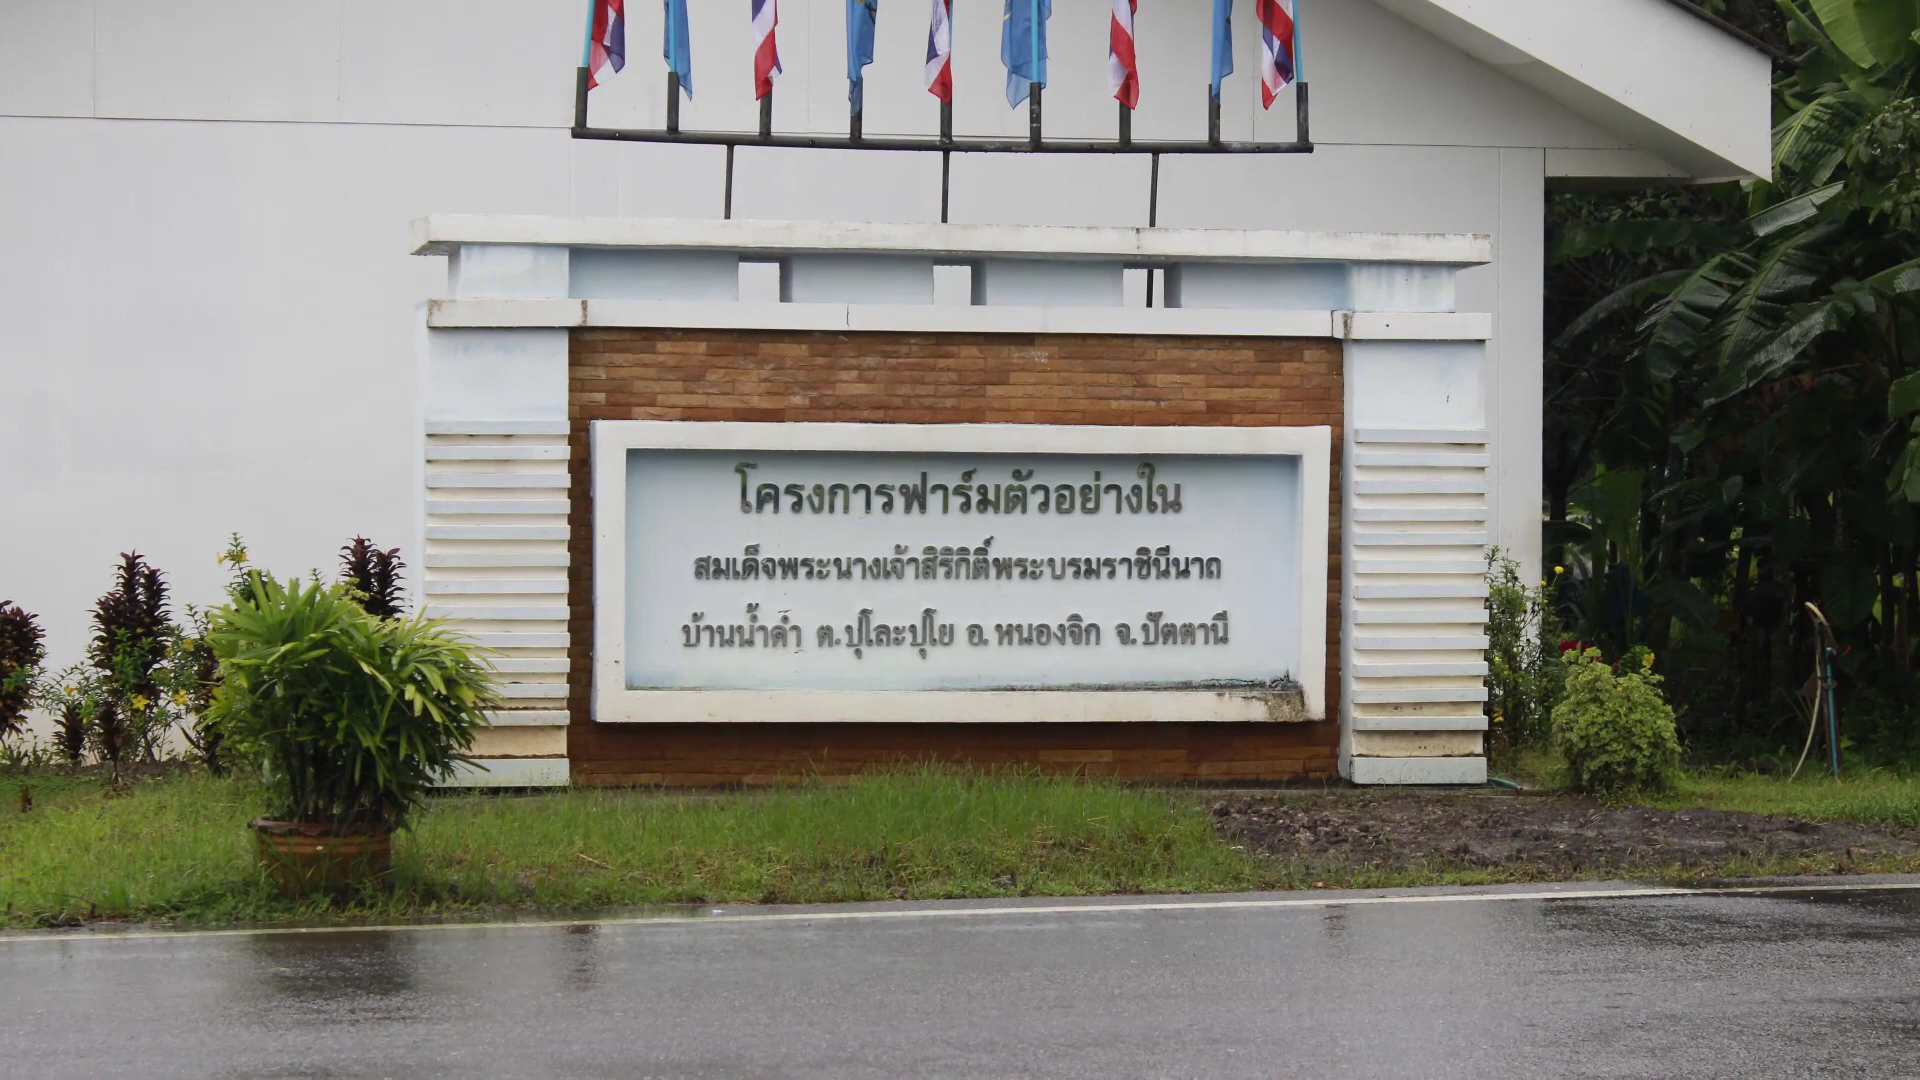 โครงการฟาร์มตัวอย่างใน
สมเด็จพระนางเจ้าสิริกิติ์พระบรมราชินีนาถ
บ้านน้ำดำ ต.ปุโละปุโย อ.หนองจิก จ.ปัตตานี